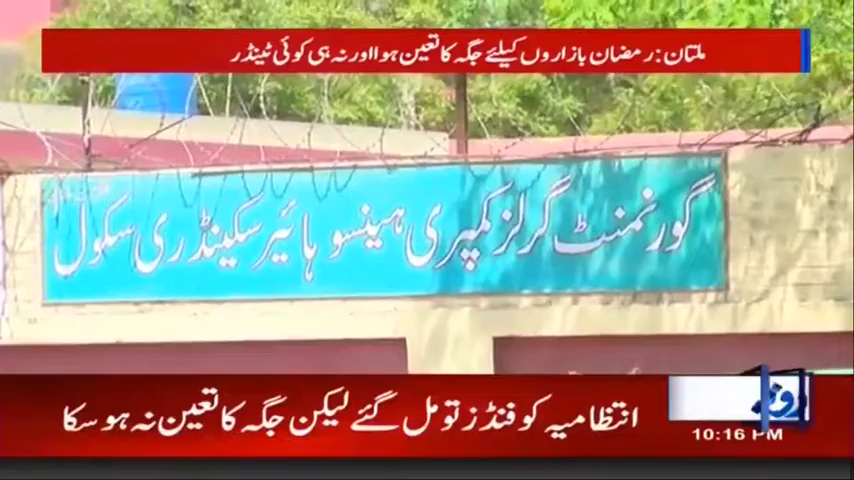 ملتان: رمضان بازاروں کیلئے جگہ کا تعین ہوا اور نہ ہی کوئی ٹینڈر
گورنمنٹ گرلز کمپری ہینسو ہائیر سکینڈری سکول
انتظامیہ کو فنڈز تو مل گئے لیکن جگہ کا تعین نہ ہو سکا
10:16 PM